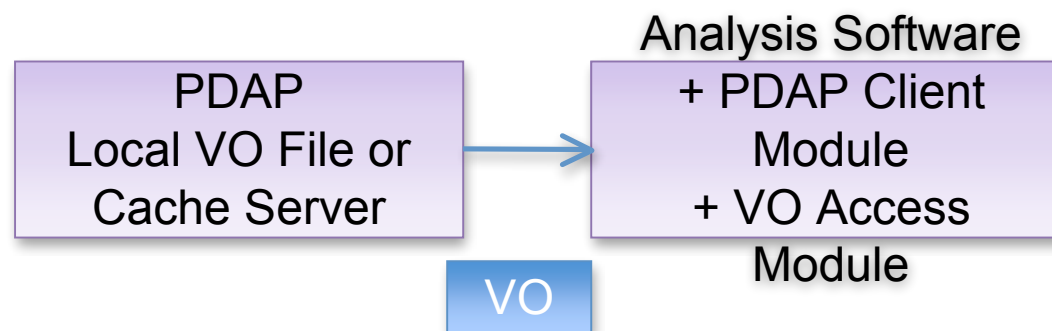 PDAP
Local VO File or
Cache Server
Analysis Software
+ PDAP Client
Module
+ VO Access
Module
VO